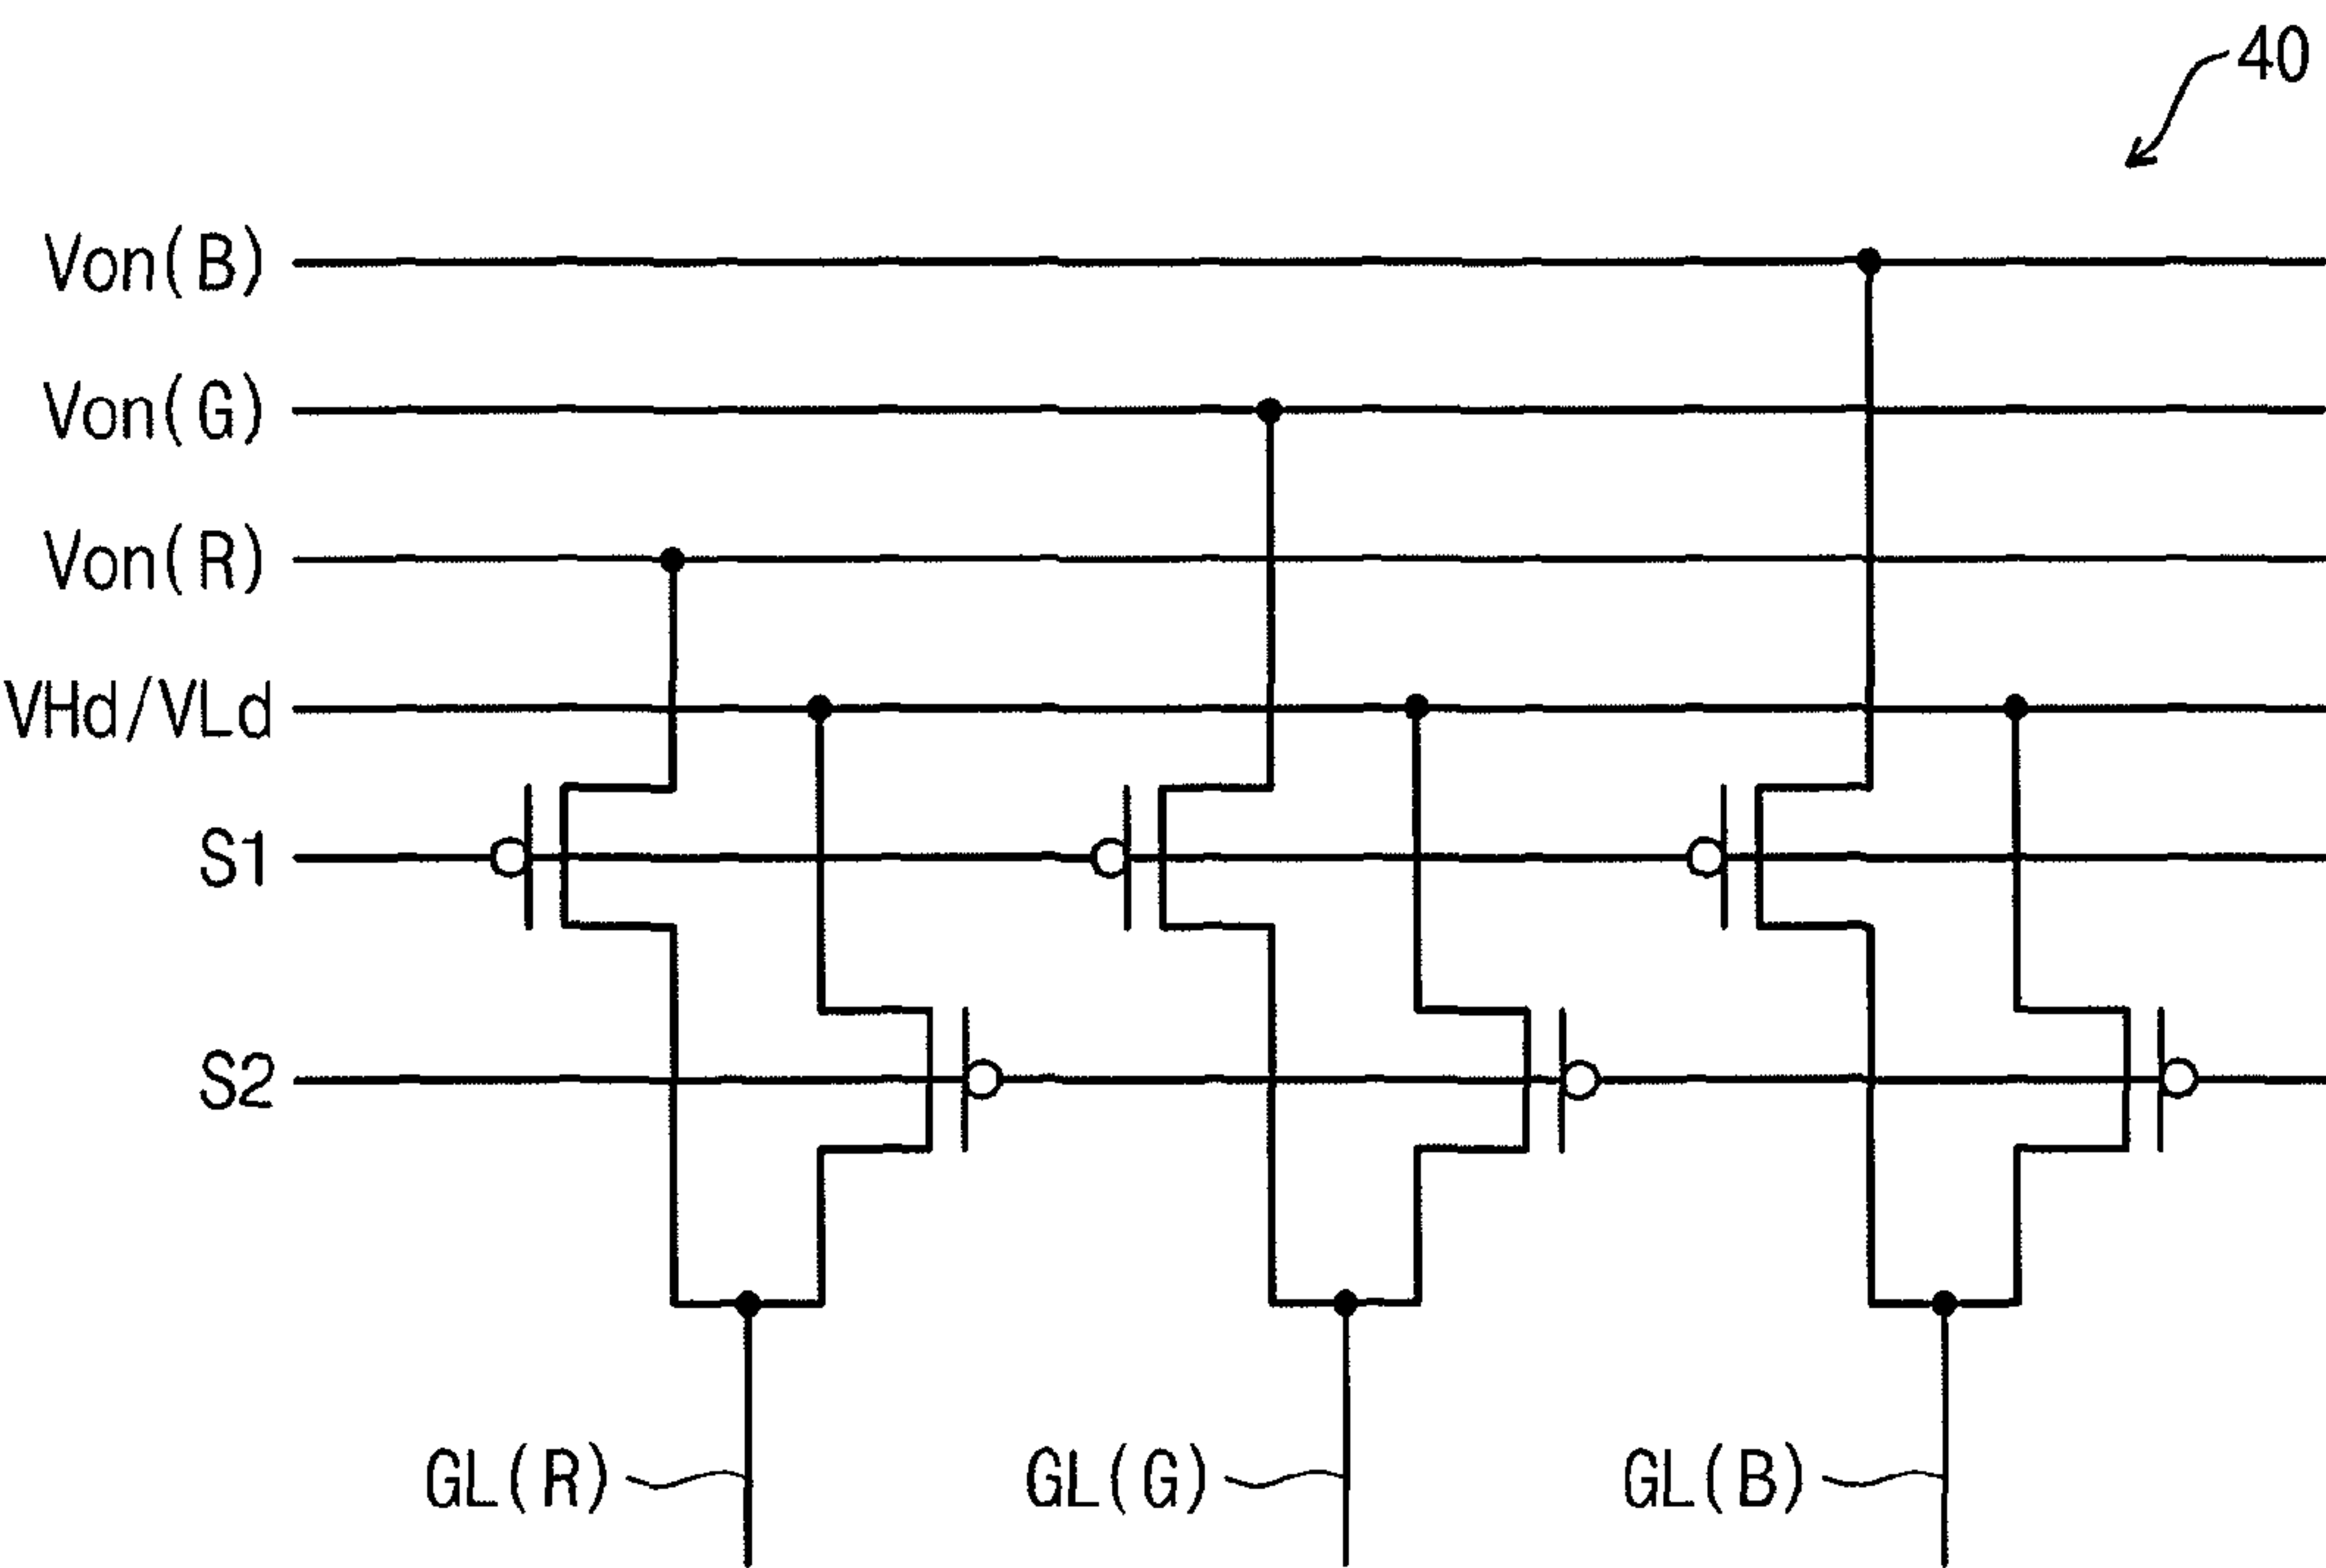 40
Von(B)
Von(G)
Von(R)
VHd/VLd
S1
S2
GL(R)
GL(G)
GL(B)